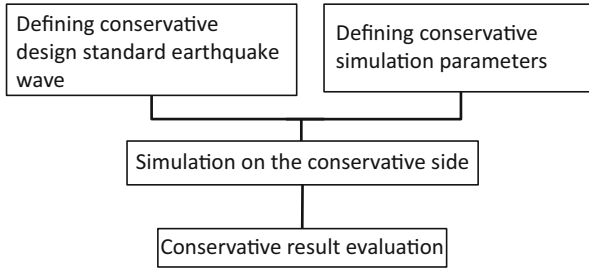 Defining conservative
design standard earthquake
wave
Defining conservative
simulation parameters
Simulation on the conservative side
Conservative result evaluation